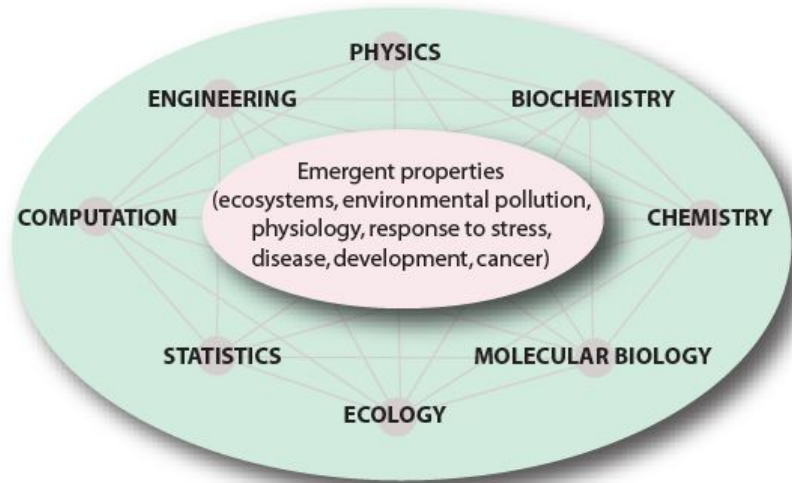 PHYSICS
ENGINEERING
BIOCHEMISTRY
Emergent properties
(ecosystems, environmental pollution,
physiology, response to stress,
disease, development, cancer)
COMPUTATION
CHEMISTRY
STATISTICS
MOLECULAR BIOLOGY
ECOLOGY